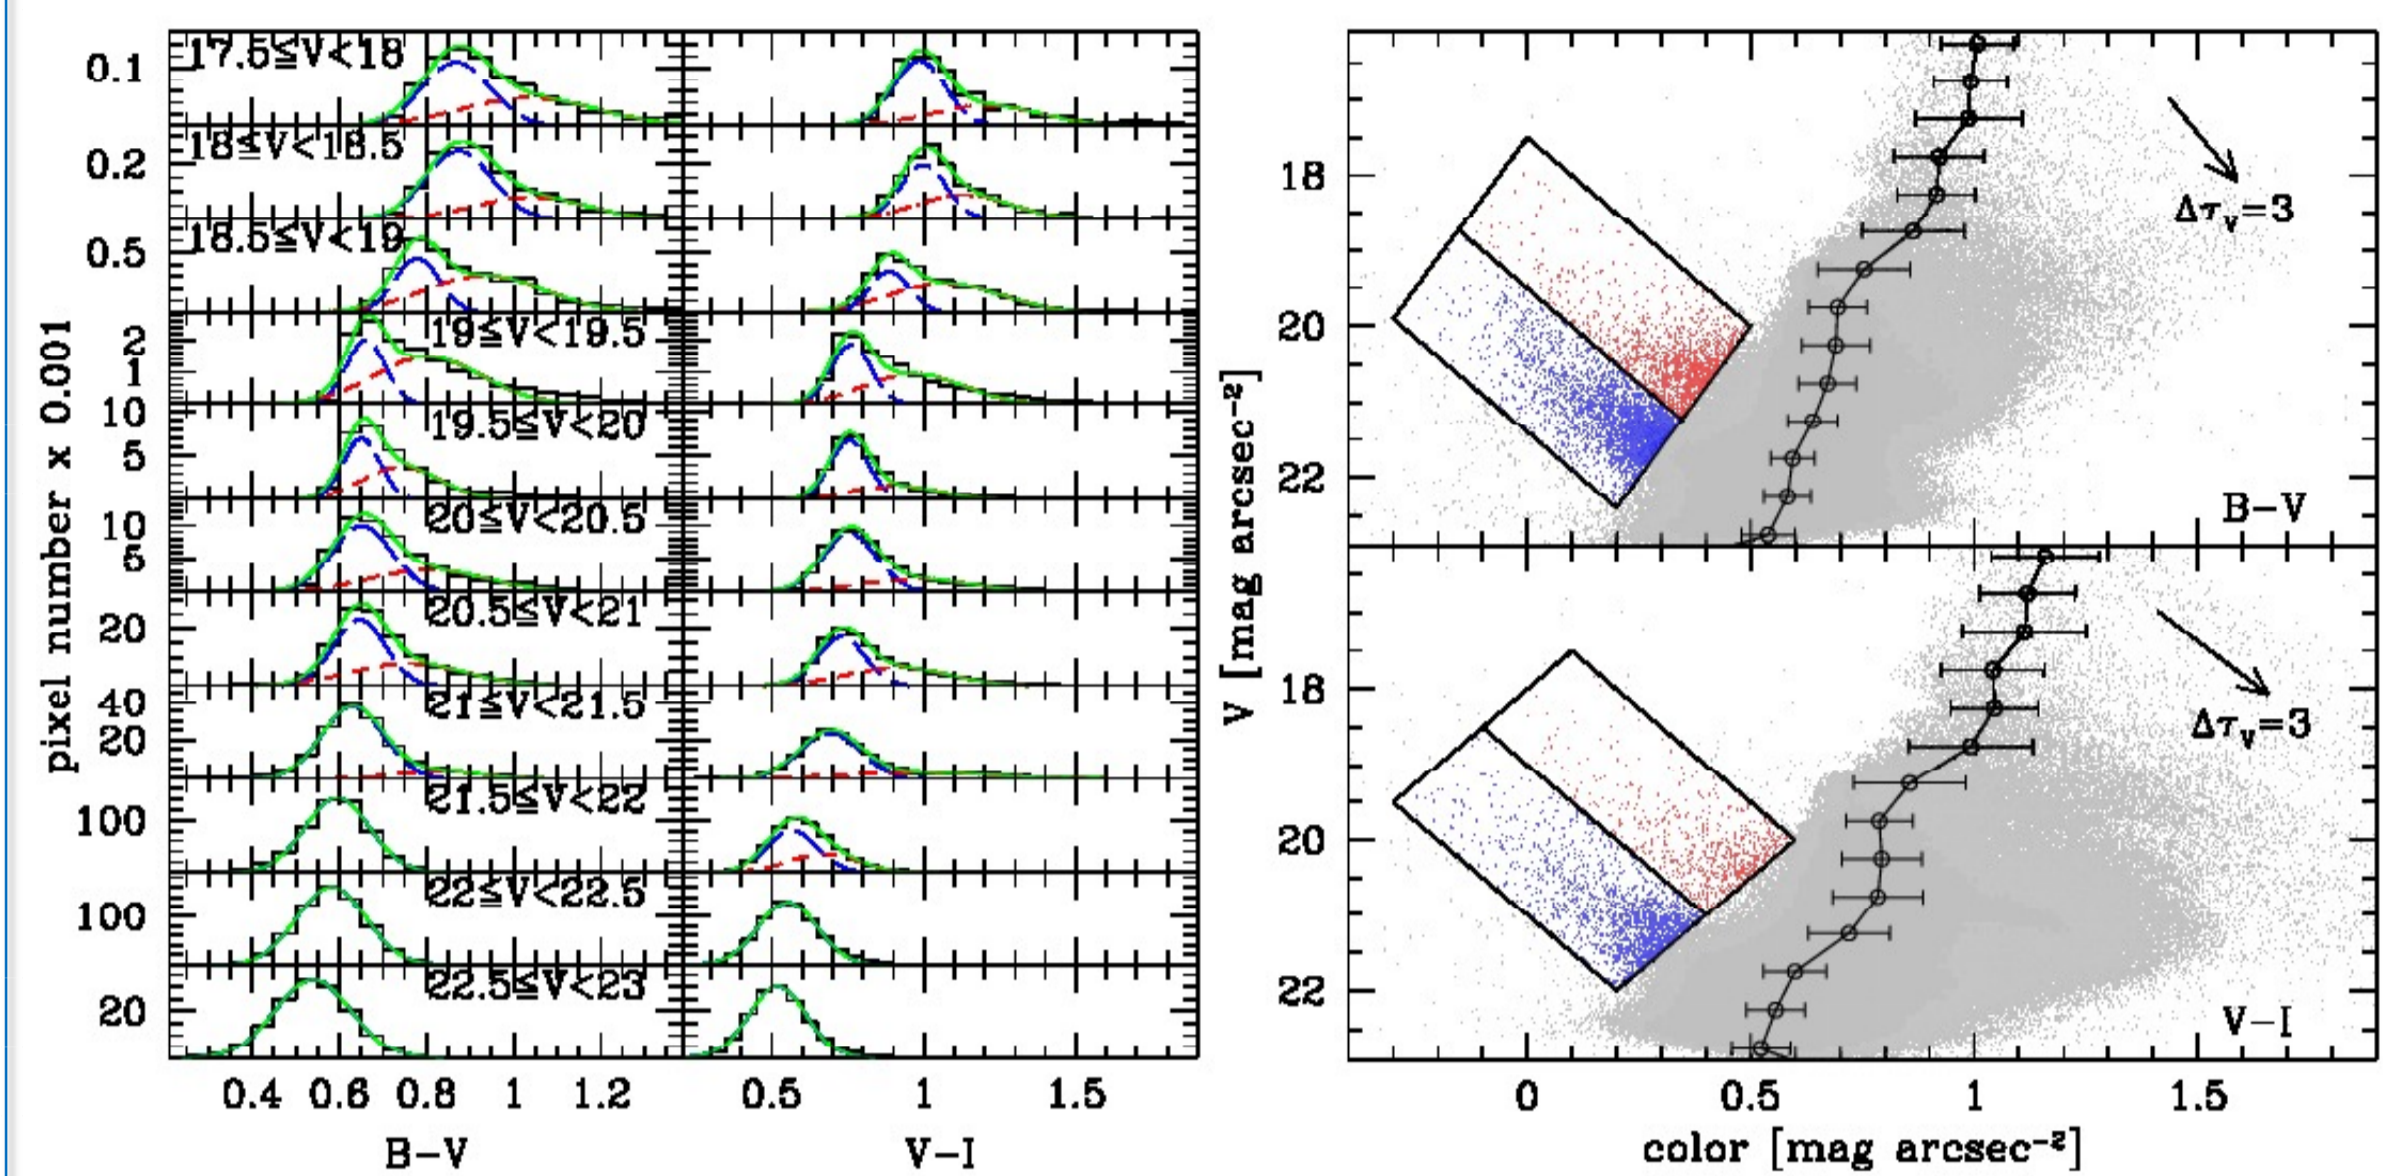 17.5≦V<18
0.1
18≦V<18.5
0.2
18.5≦V<19
0.5
19≦V<19.5
2
1
19.5≦V<20
10
5
20≦V<20.5
10
5
20.5≦V<21
20
21≦V<21.5
40
20
21.5≦V<22
100
22≦V<22.5
100
22.5≦V<23
20
pixel number x 0.001
0.4 0.6 0.8 1 1.2
0.5 1 1.5
B-V
V-I
18
20
22
Δτᵥ=3
B-V
V [mag arcsec⁻²]
18
20
22
Δτᵥ=3
V-I
0 0.5 1 1.5
color [mag arcsec⁻²]